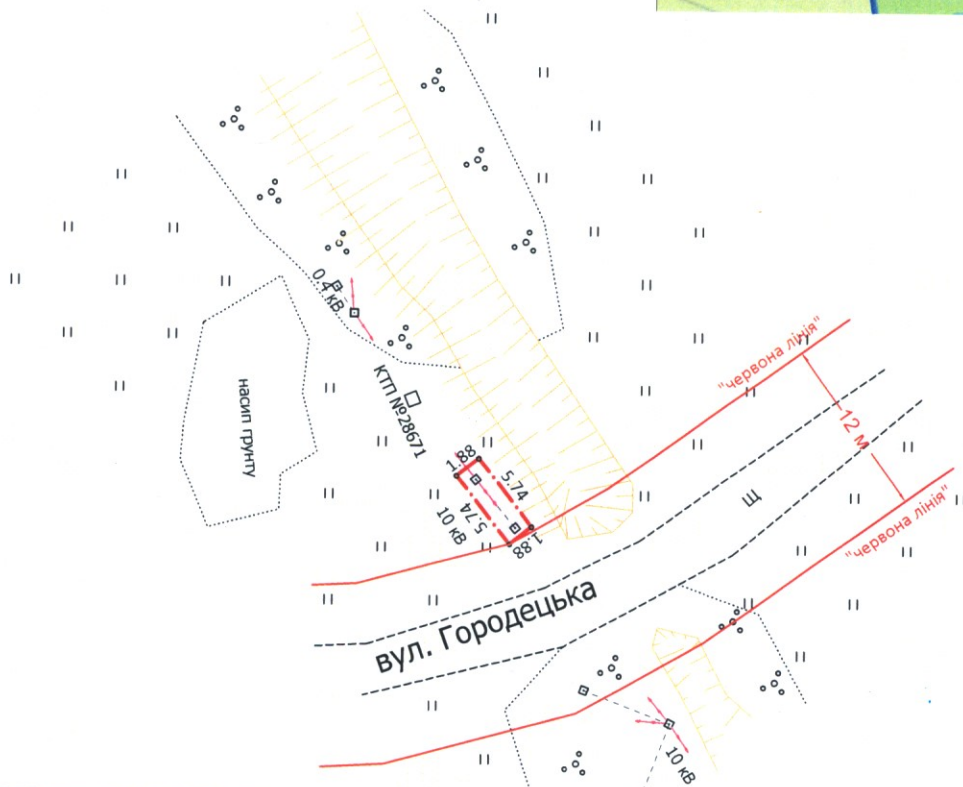 0.4 кВ
"червона лінія"
КТП №28671
насип ґрунту
12 м
1.88
5.74
5.74
1.88
10 кВ
Щ
"червона лінія"
вул. Городецька
10 кВ